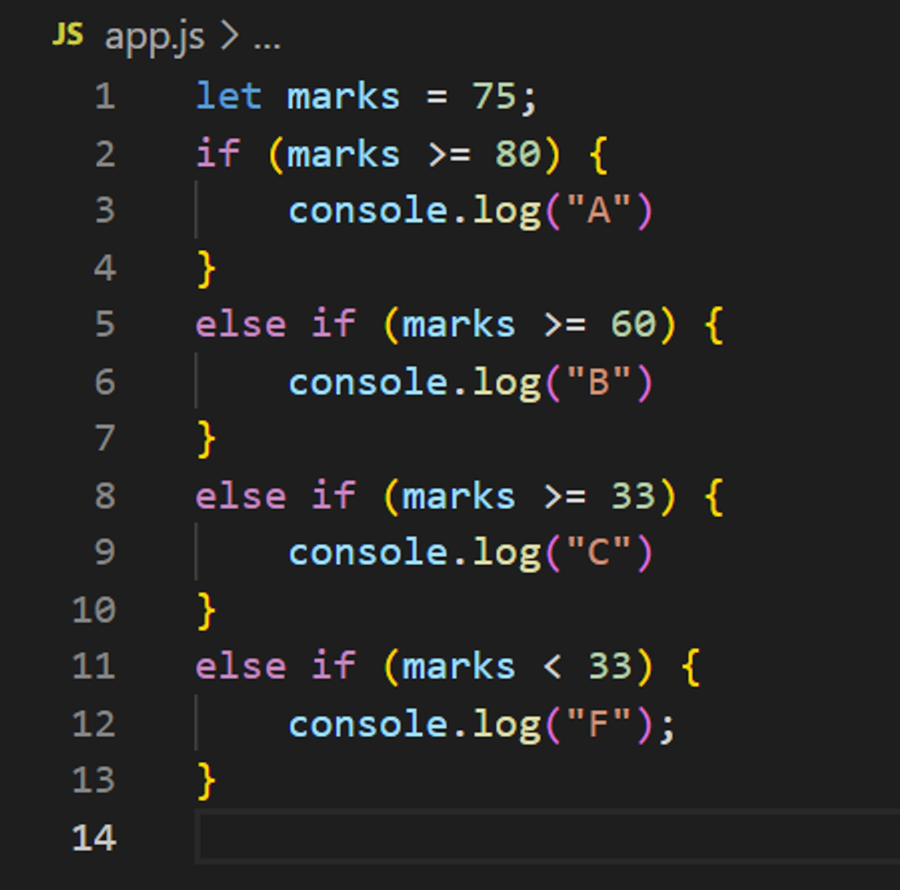 JS app.js > ...
1 let marks = 75;
2 if (marks >= 80) {
3     console.log("A")
4 }
5 else if (marks >= 60) {
6     console.log("B")
7 }
8 else if (marks >= 33) {
9     console.log("C")
10 }
11 else if (marks < 33) {
12     console.log("F");
13 }
14